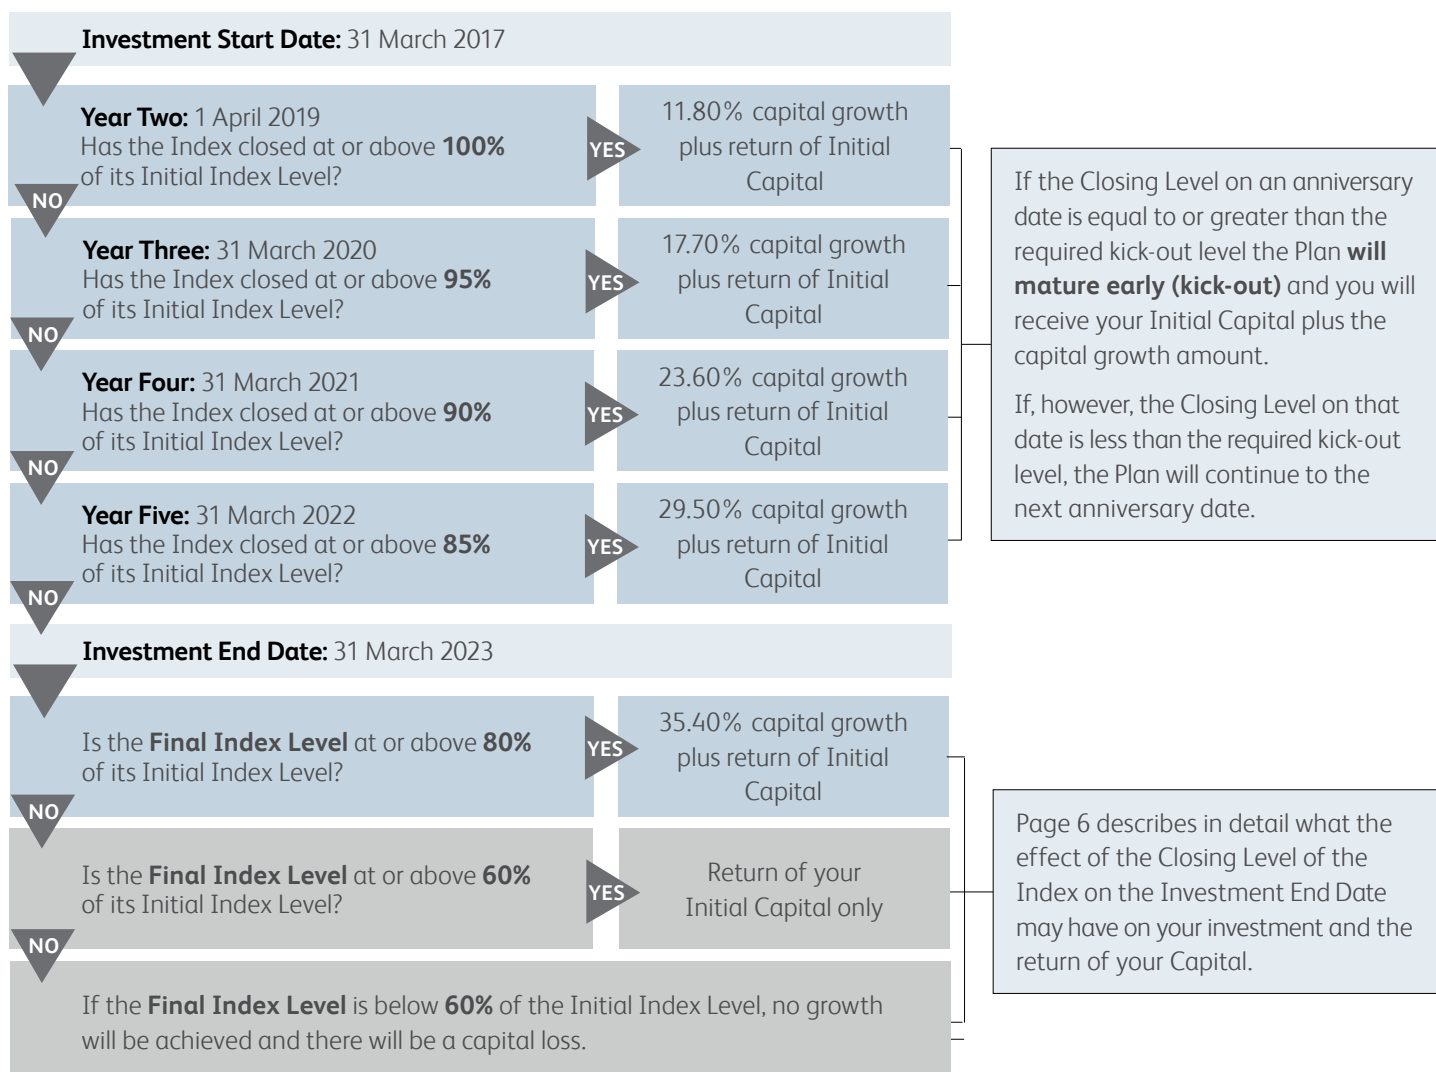 Investment Start Date: 31 March 2017
Year Two: 1 April 2019
Has the Index closed at or above 100%
of its Initial Index Level?
YES
11.80% capital growth
plus return of Initial
Capital
NO
Year Three: 31 March 2020
Has the Index closed at or above 95%
of its Initial Index Level?
YES
17.70% capital growth
plus return of Initial
Capital
NO
Year Four: 31 March 2021
Has the Index closed at or above 90%
of its Initial Index Level?
YES
23.60% capital growth
plus return of Initial
Capital
NO
Year Five: 31 March 2022
Has the Index closed at or above 85%
of its Initial Index Level?
YES
29.50% capital growth
plus return of Initial
Capital
NO
If the Closing Level on an anniversary
date is equal to or greater than the
required kick-out level the Plan will
mature early (kick-out) and you will
receive your Initial Capital plus the
capital growth amount.
If, however, the Closing Level on that
date is less than the required kick-out
level, the Plan will continue to the
next anniversary date.
Investment End Date: 31 March 2023
Is the Final Index Level at or above 80%
of its Initial Index Level?
YES
35.40% capital growth
plus return of Initial
Capital
NO
Is the Final Index Level at or above 60%
of its Initial Index Level?
YES
Return of your
Initial Capital only
NO
If the Final Index Level is below 60% of the Initial Index Level, no growth
will be achieved and there will be a capital loss.
Page 6 describes in detail what the
effect of the Closing Level of the
Index on the Investment End Date
may have on your investment and the
return of your Capital.